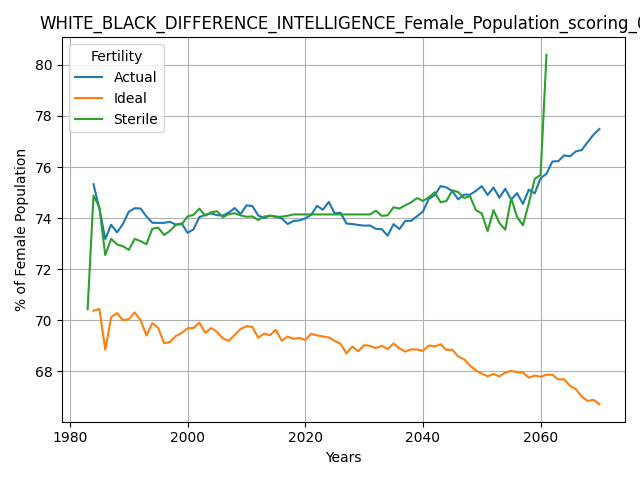 WHITE_BLACK_DIFFERENCE_INTELLIGENCE_Female_Population_scoring_0
Fertility
Actual
Ideal
Sterile
% of Female Population
80
78
76
74
72
70
68
1980 2000 2020 2040 2060
Years